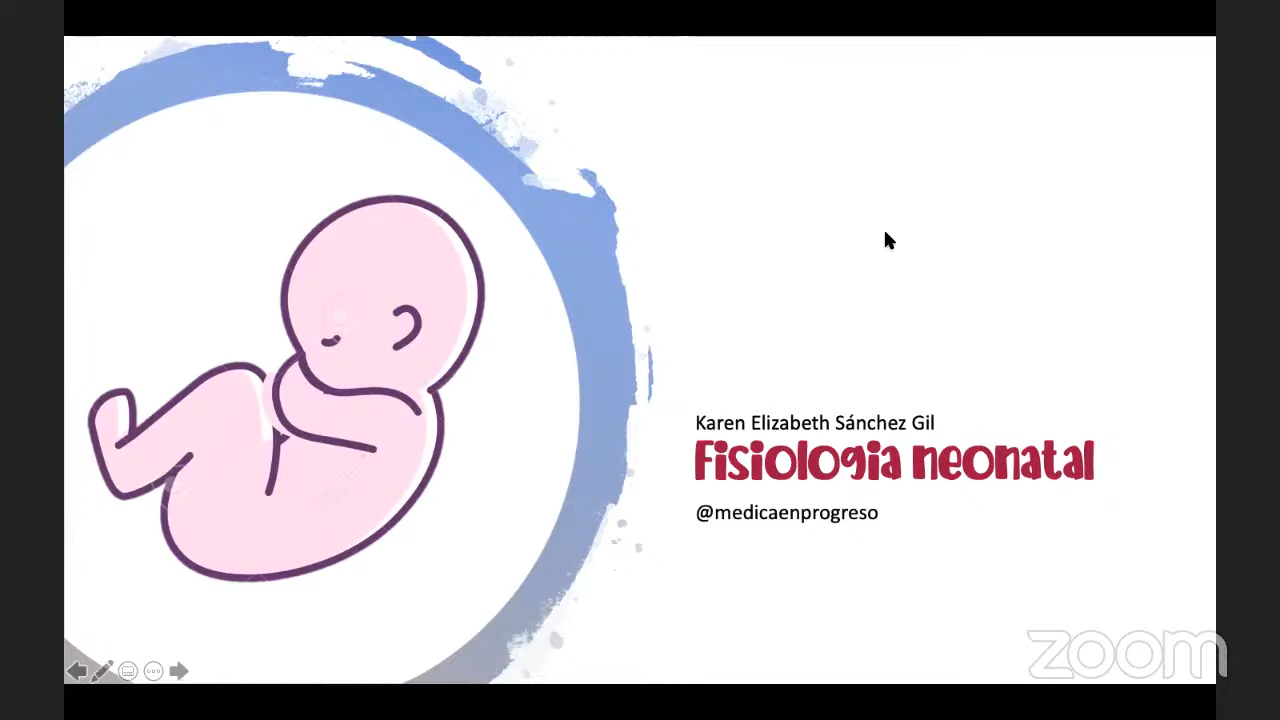 Karen Elizabeth Sánchez Gil
Fisiologia neonatal
@medicaenprogreso
zoom